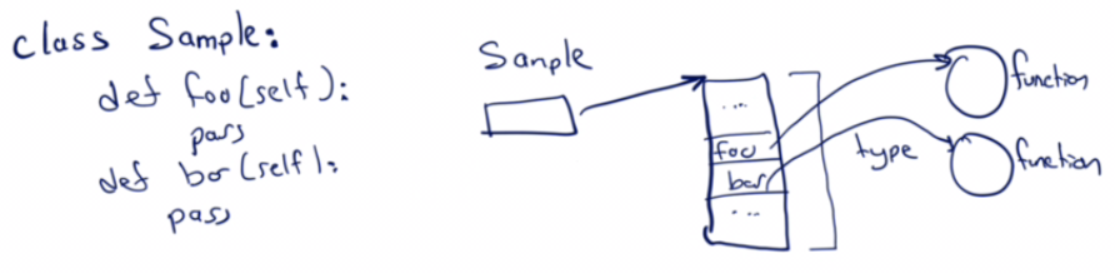 class Sample:
def foo(self):
pass
def bar(self):
pass
Sample
...
foo
bar
...
type
function
function